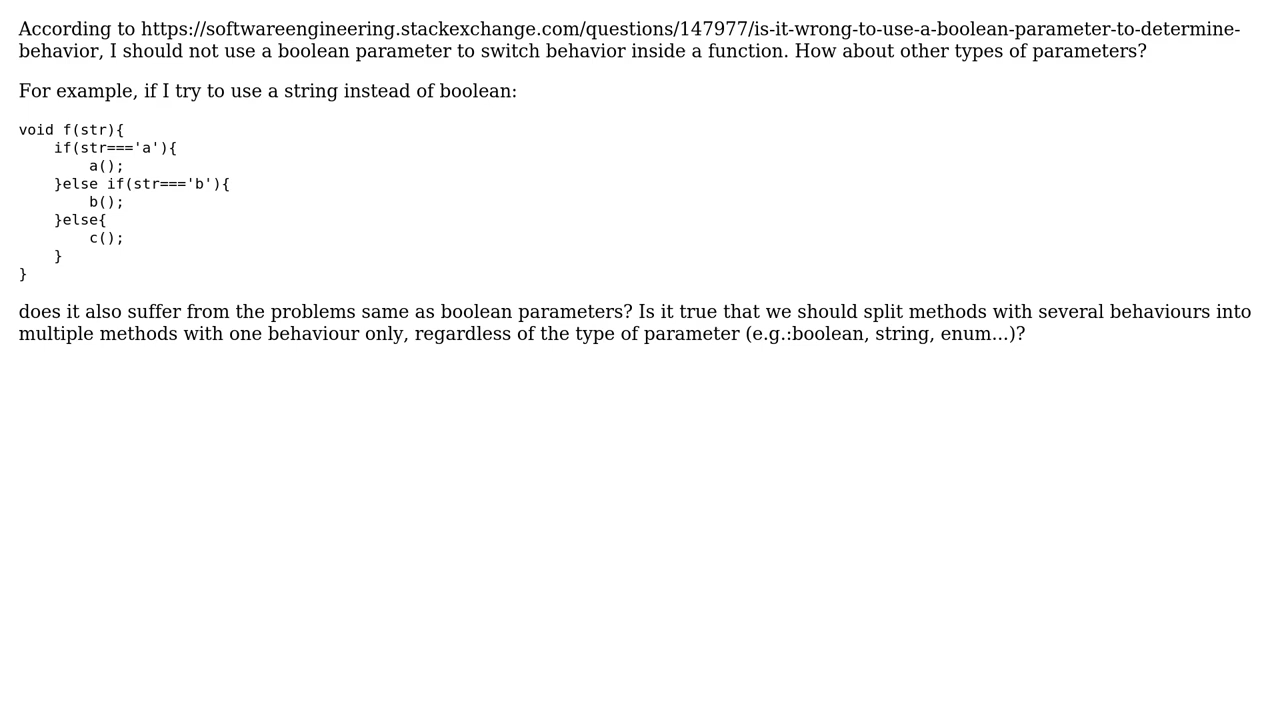 According to https://softwareengineering.stackexchange.com/questions/147977/is-it-wrong-to-use-a-boolean-parameter-to-determine-
behavior, I should not use a boolean parameter to switch behavior inside a function. How about other types of parameters?
For example, if I try to use a string instead of boolean:
void f(str){
    if(str==='a'){
        a();
    }else if(str==='b'){
        b();
    }else{
        c();
    }
}
does it also suffer from the problems same as boolean parameters? Is it true that we should split methods with several behaviours into
multiple methods with one behaviour only, regardless of the type of parameter (e.g.:boolean, string, enum...)?